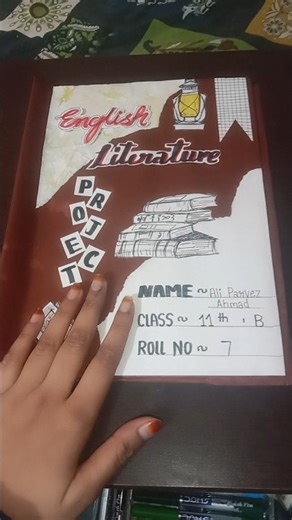 English
Literature
PROJECT
NAME ~ Ali Parvez
Ahmad
CLASS ~ 11th , B
ROLL NO ~ 7